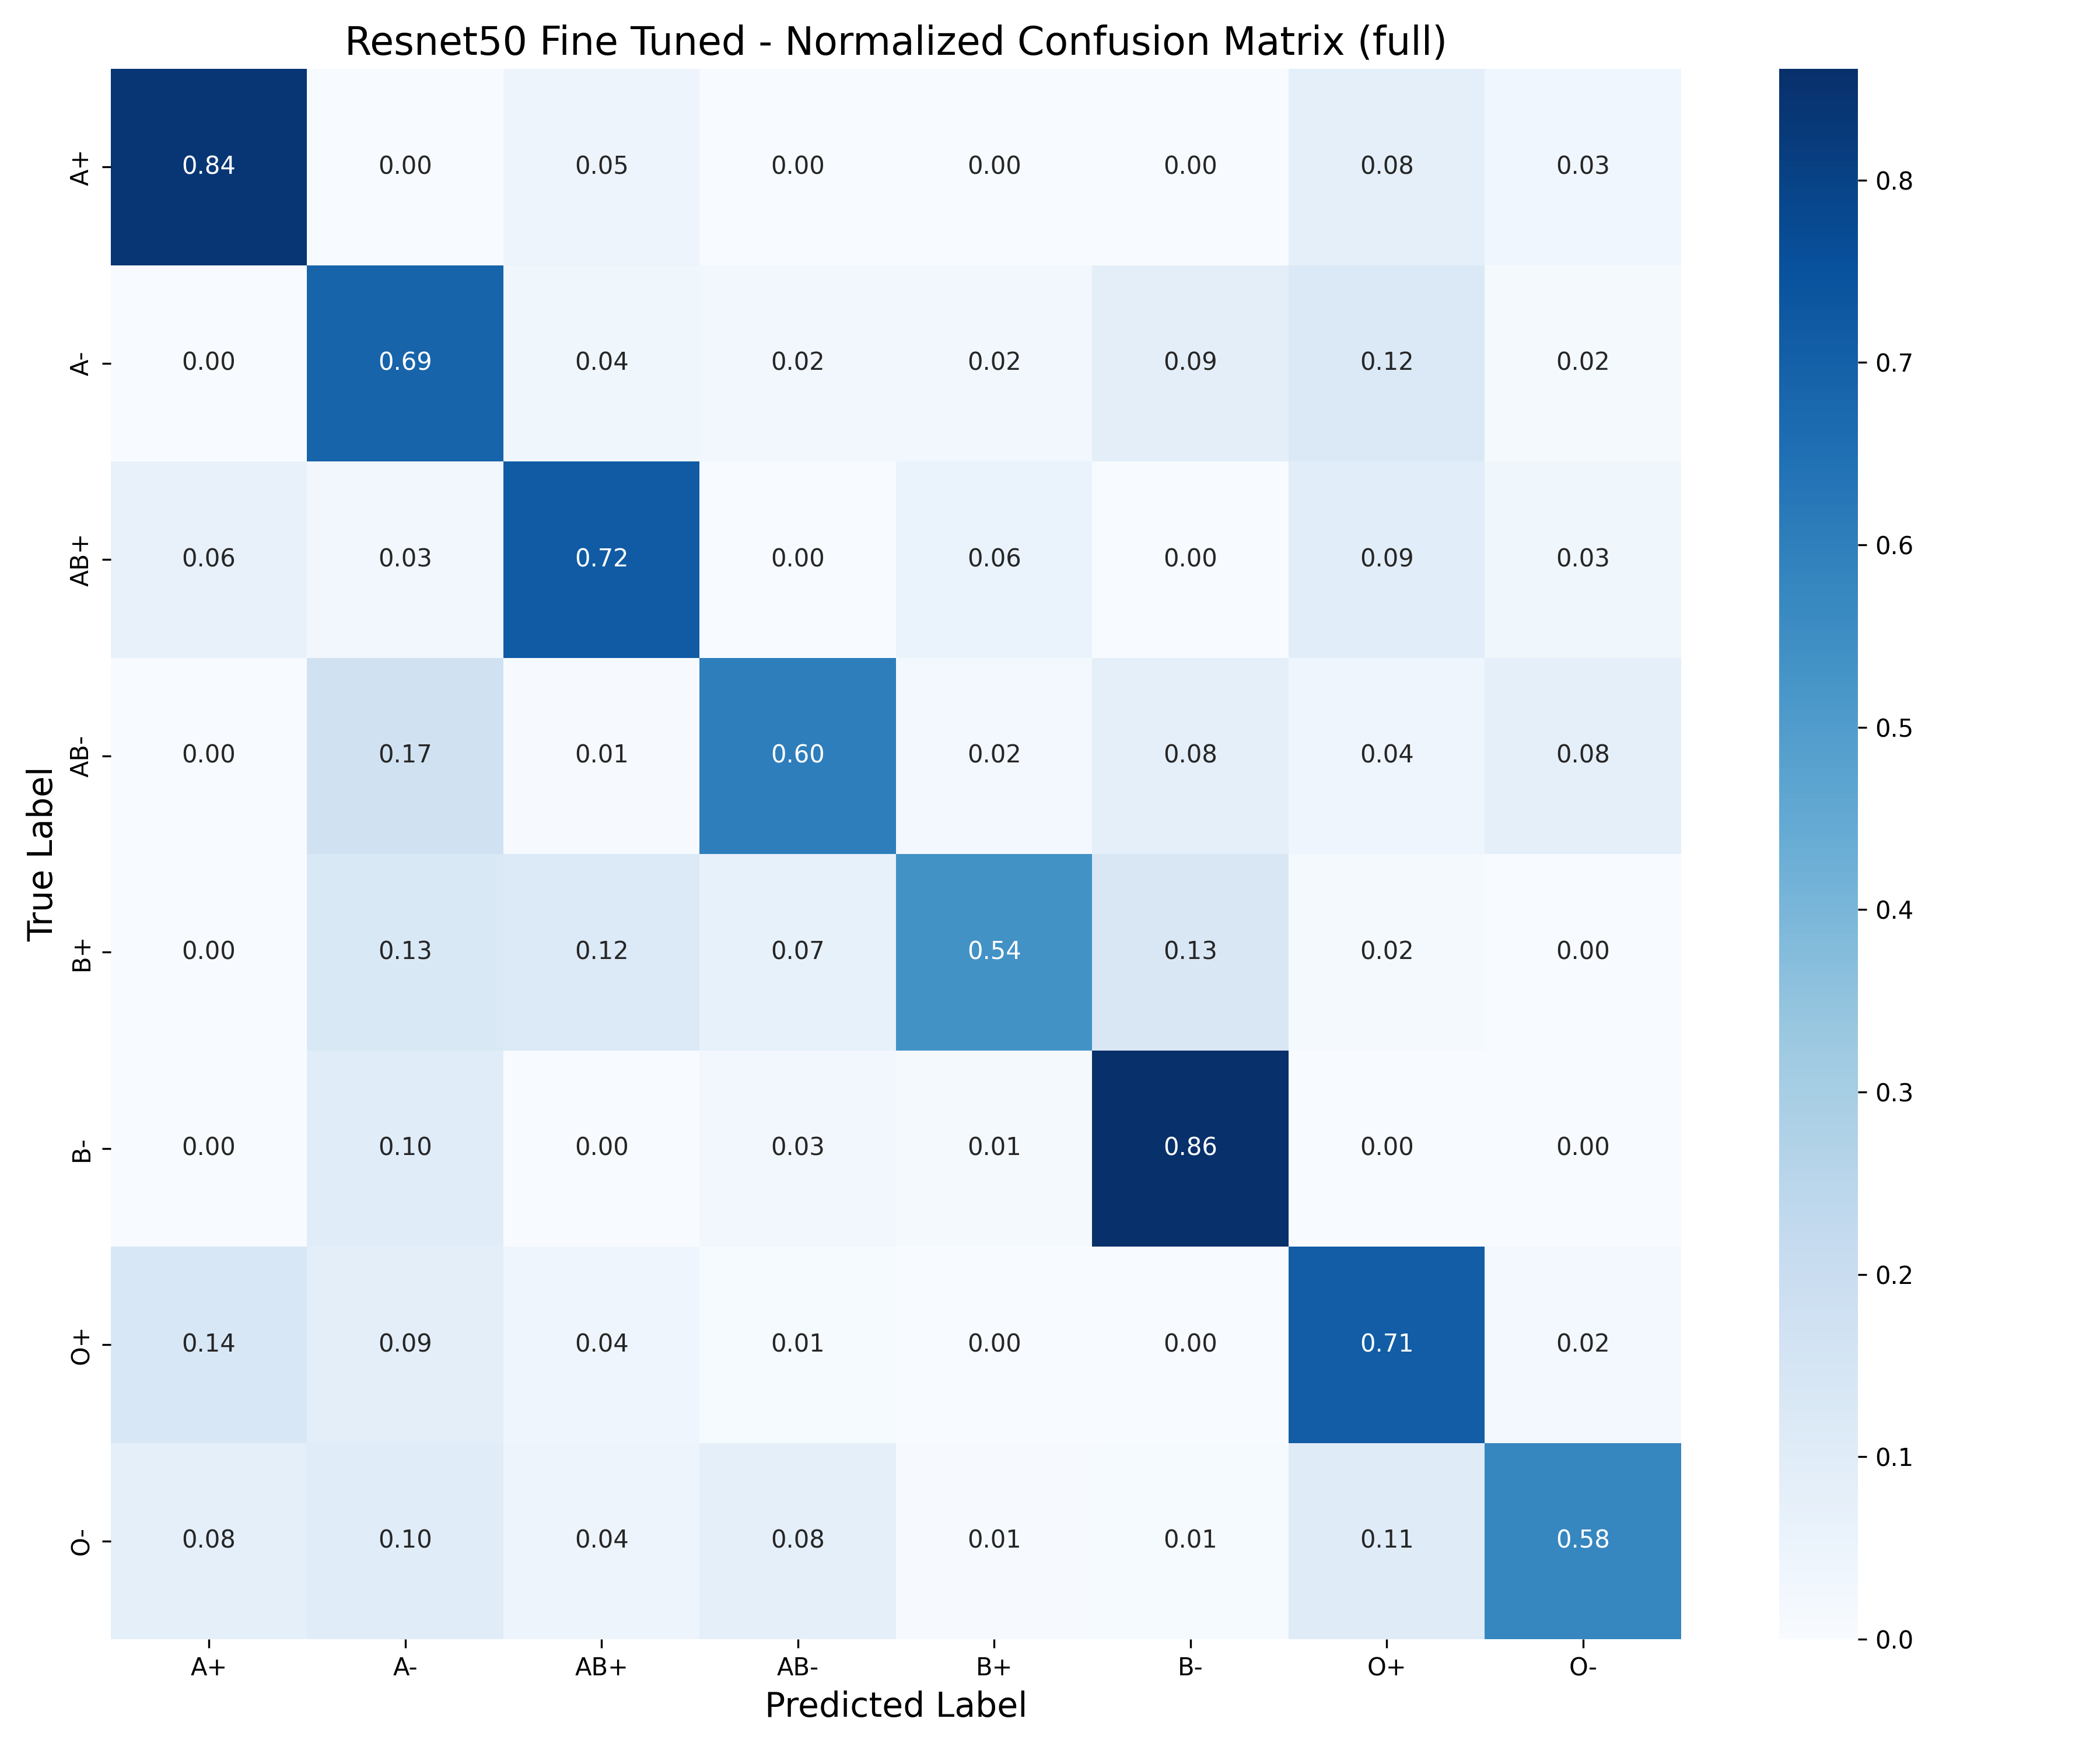 Resnet50 Fine Tuned - Normalized Confusion Matrix (full)
True Label
A+ 0.84 0.00 0.05 0.00 0.00 0.00 0.08 0.03
A- 0.00 0.69 0.04 0.02 0.02 0.09 0.12 0.02
AB+ 0.06 0.03 0.72 0.00 0.06 0.00 0.09 0.03
AB- 0.00 0.17 0.01 0.60 0.02 0.08 0.04 0.08
B+ 0.00 0.13 0.12 0.07 0.54 0.13 0.02 0.00
B- 0.00 0.10 0.00 0.03 0.01 0.86 0.00 0.00
O+ 0.14 0.09 0.04 0.01 0.00 0.00 0.71 0.02
O- 0.08 0.10 0.04 0.08 0.01 0.01 0.11 0.58
A+ A- AB+ AB- B+ B- O+ O-
Predicted Label
0.8
0.7
0.6
0.5
0.4
0.3
0.2
0.1
0.0